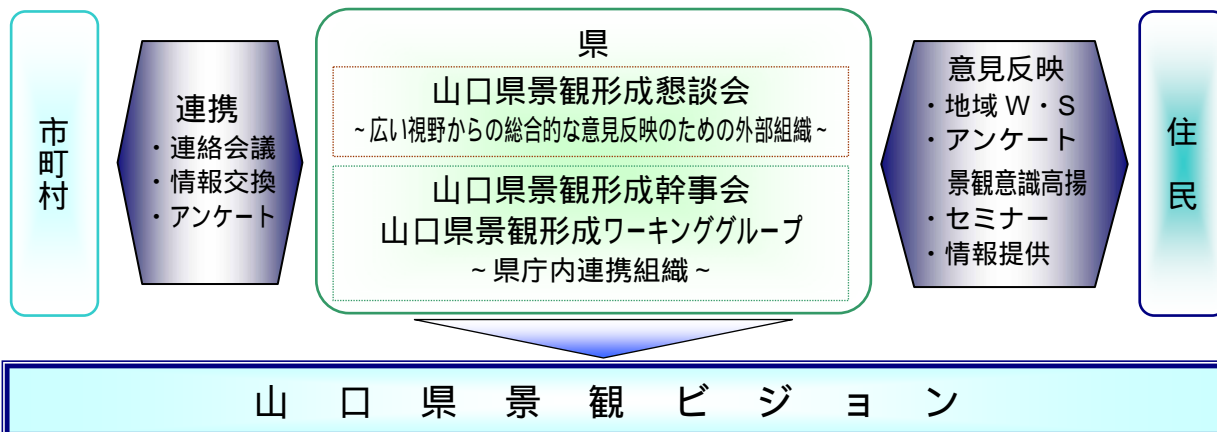 市町村
連携
・連絡会議
・情報交換
・アンケート
県
山口県景観形成懇談会
~広い視野からの総合的な意見反映のための外部組織~
山口県景観形成幹事会
山口県景観形成ワーキンググループ
~県庁内連携組織~
意見反映
・地域W・S
・アンケート
景観意識高揚
・セミナー
・情報提供
住民
山口県景観ビジョン